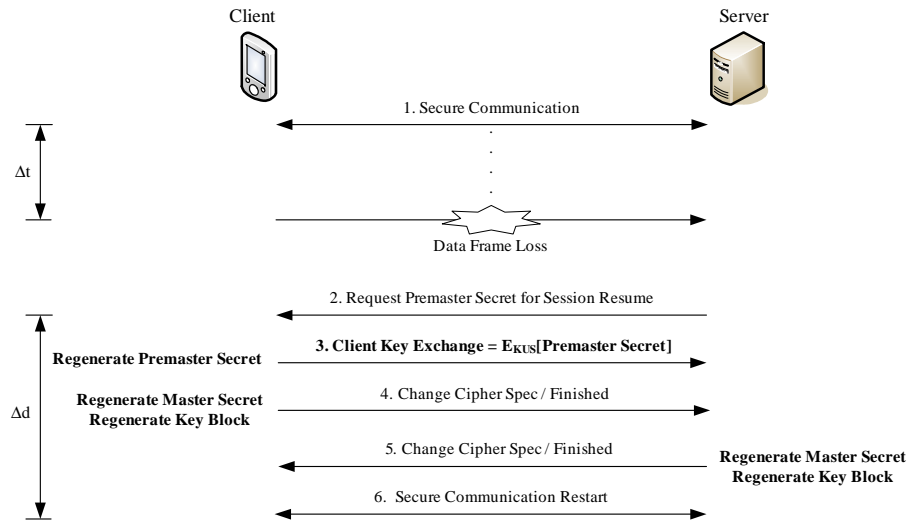 Client
Server
1. Secure Communication
Δt
Data Frame Loss
2. Request Premaster Secret for Session Resume
3. Client Key Exchange = EKUS[Premaster Secret]
Regenerate Premaster Secret
4. Change Cipher Spec / Finished
Regenerate Master Secret
Regenerate Key Block
Δd
5. Change Cipher Spec / Finished
Regenerate Master Secret
Regenerate Key Block
6. Secure Communication Restart